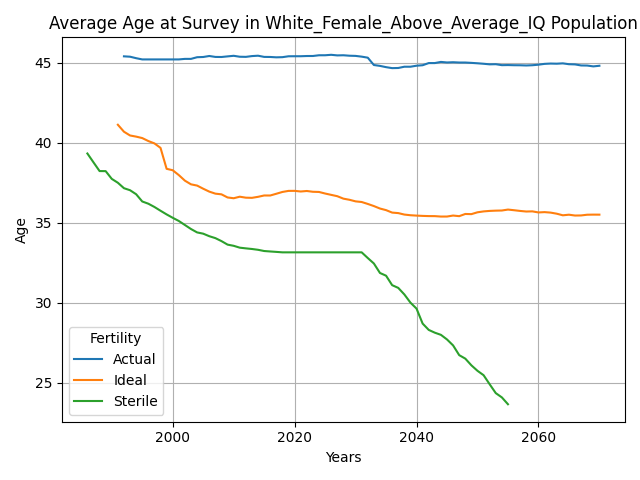 Average Age at Survey in White_Female_Above_Average_IQ Population
45
40
35
30
25
Age
Fertility
Actual
Ideal
Sterile
2000
2020
2040
2060
Years